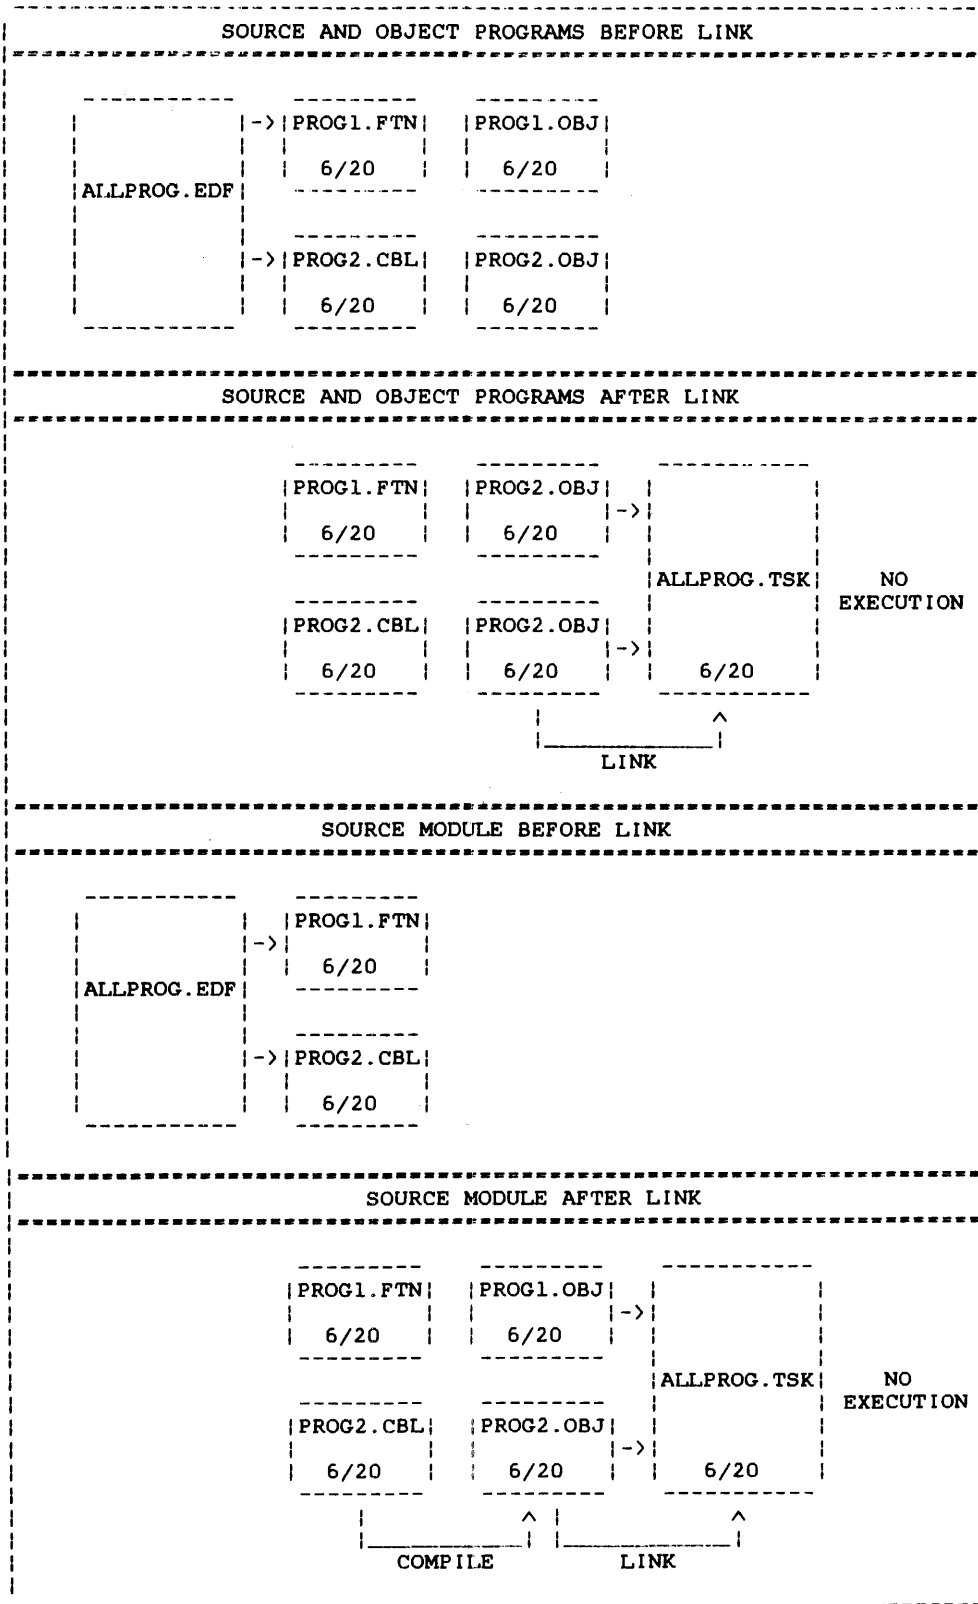 SOURCE AND OBJECT PROGRAMS BEFORE LINK
->|PROG1.FTN| |PROG1.OBJ|
6/20 6/20
ALLPROG.EDF
->|PROG2.CBL| |PROG2.OBJ|
6/20 6/20
SOURCE AND OBJECT PROGRAMS AFTER LINK
|PROG1.FTN| |PROG2.OBJ|
->
6/20 6/20
ALLPROG.TSK NO
EXECUTION
|PROG2.CBL| |PROG2.OBJ|
->
6/20 6/20 6/20
LINK
SOURCE MODULE BEFORE LINK
|PROG1.FTN|
->
6/20
ALLPROG.EDF
->|PROG2.CBL|
6/20
SOURCE MODULE AFTER LINK
|PROG1.FTN| |PROG1.OBJ|
->
6/20 6/20
ALLPROG.TSK NO
EXECUTION
|PROG2.CBL| |PROG2.OBJ|
->
6/20 6/20 6/20
COMPILE LINK